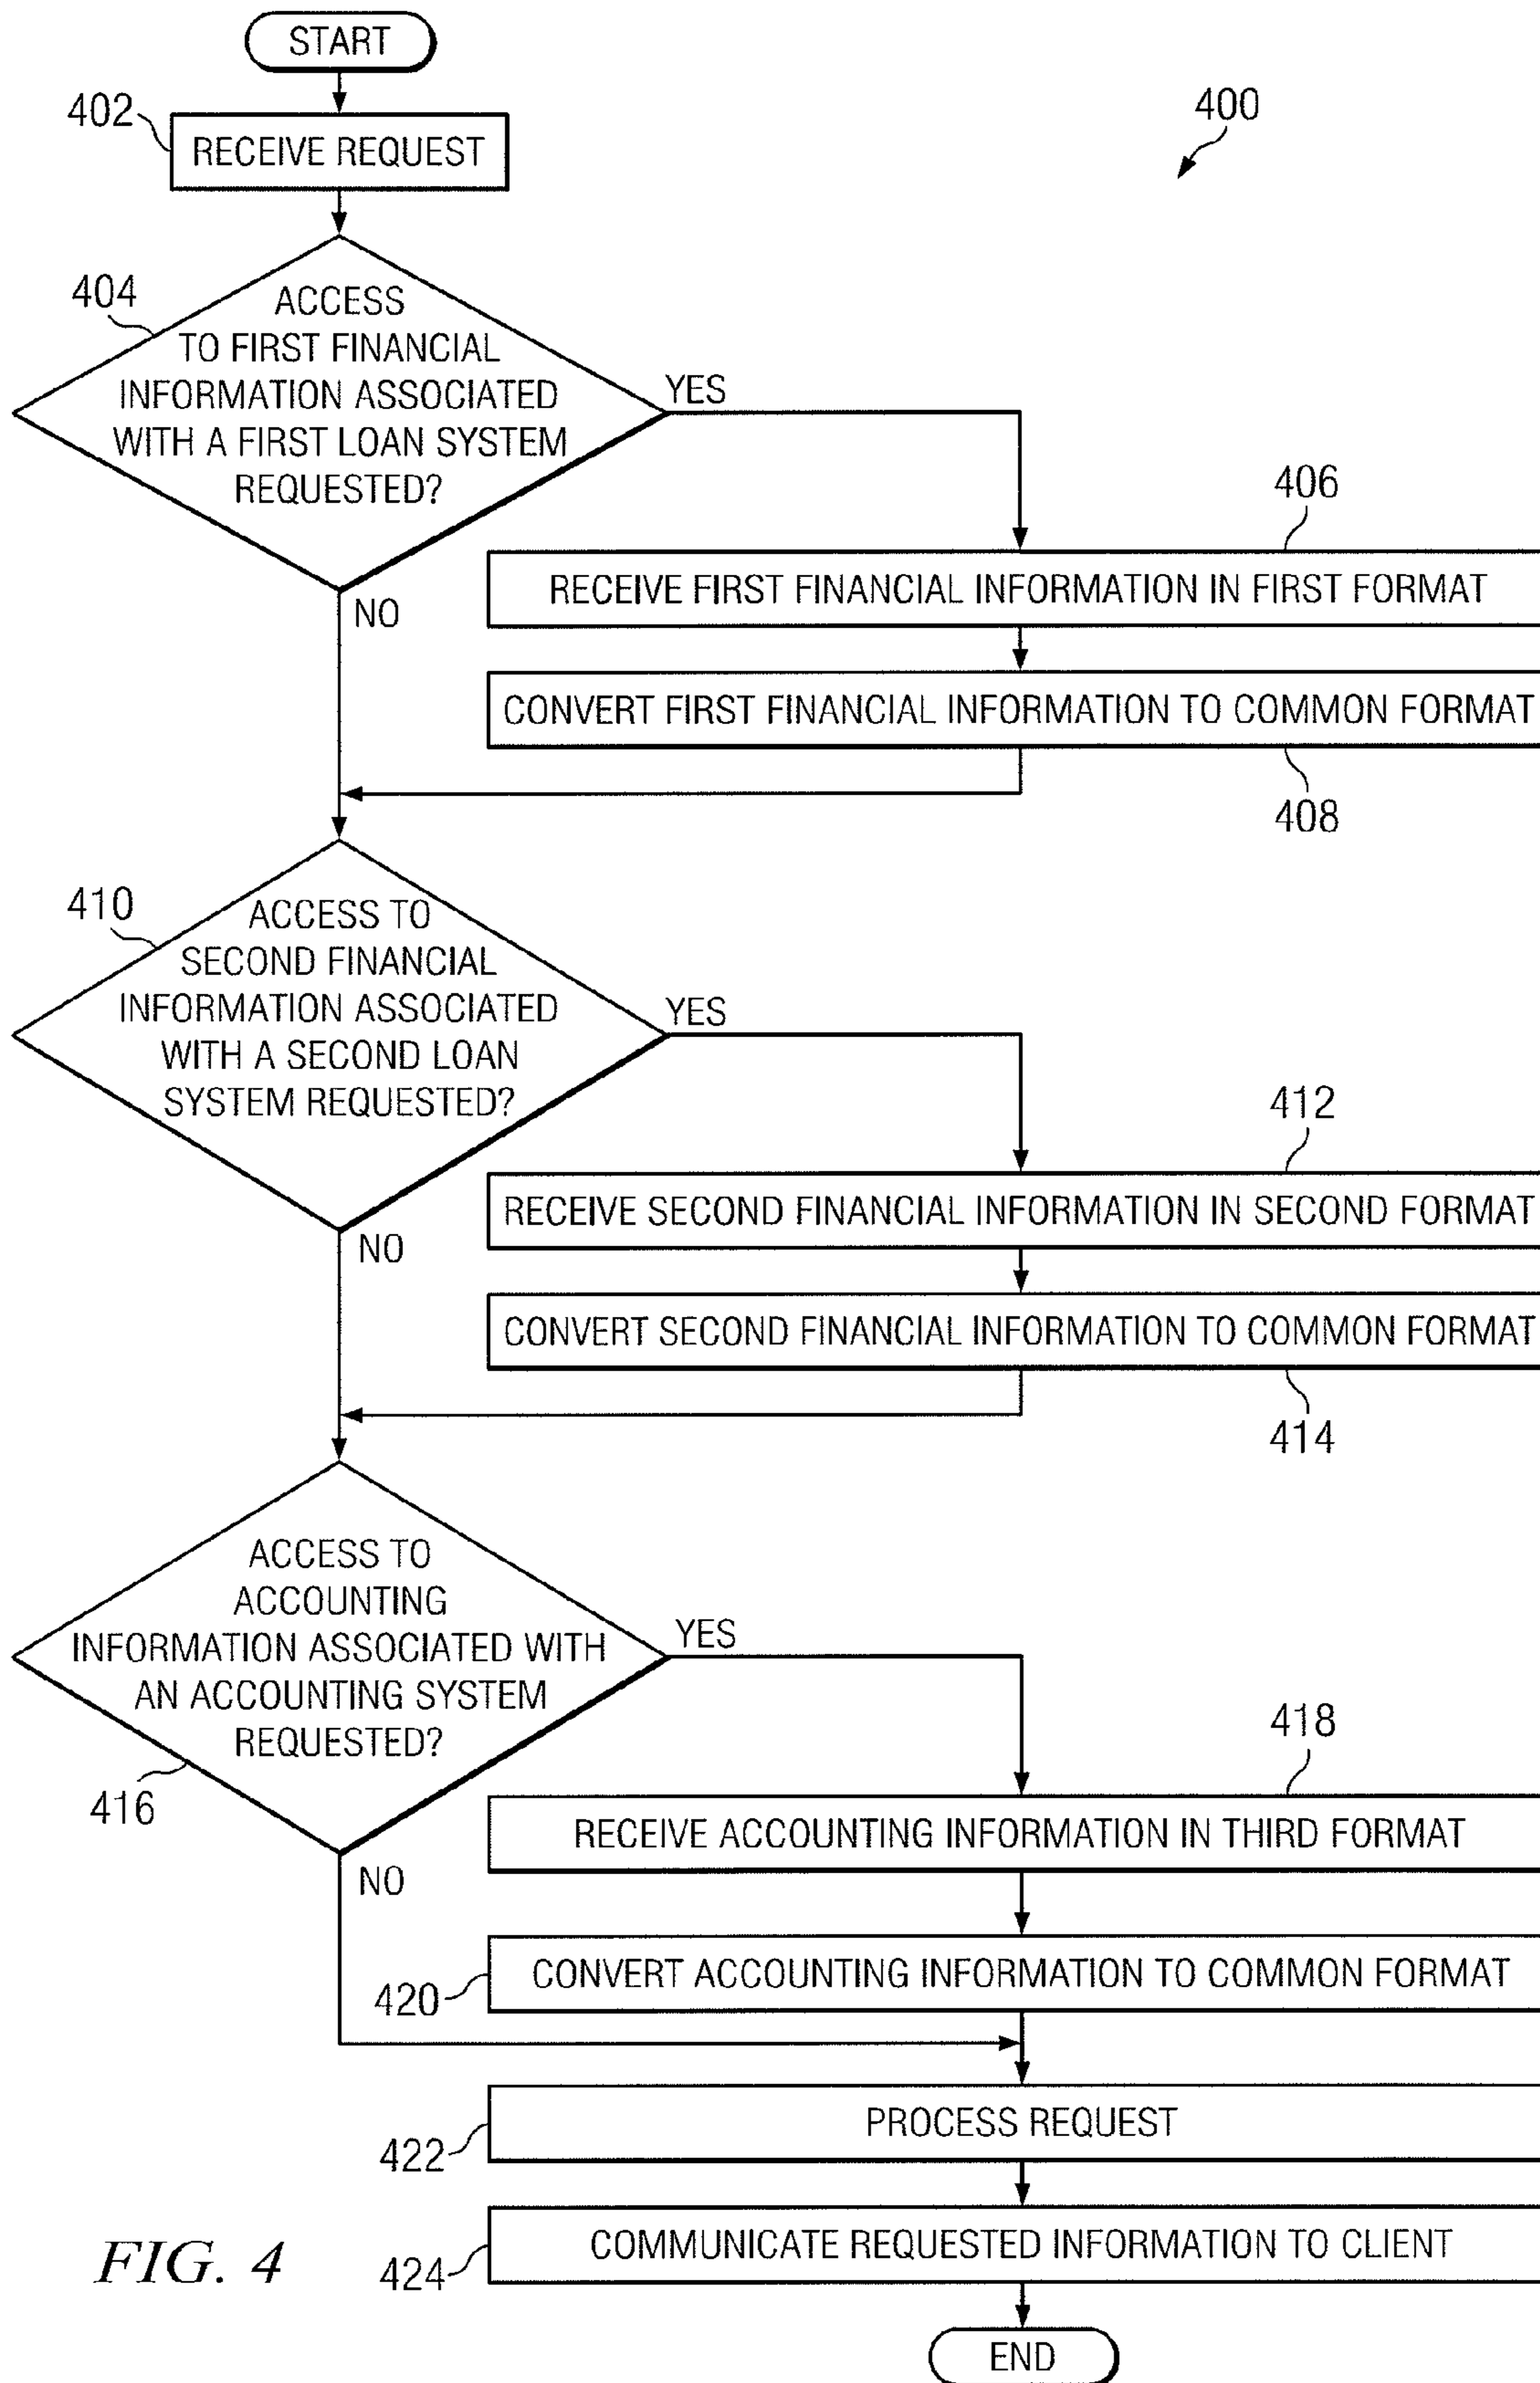 START
402
RECEIVE REQUEST
400
404
ACCESS
TO FIRST FINANCIAL
INFORMATION ASSOCIATED
WITH A FIRST LOAN SYSTEM
REQUESTED?
YES
NO
406
RECEIVE FIRST FINANCIAL INFORMATION IN FIRST FORMAT
CONVERT FIRST FINANCIAL INFORMATION TO COMMON FORMAT
408
410
ACCESS TO
SECOND FINANCIAL
INFORMATION ASSOCIATED
WITH A SECOND LOAN
SYSTEM REQUESTED?
YES
NO
412
RECEIVE SECOND FINANCIAL INFORMATION IN SECOND FORMAT
CONVERT SECOND FINANCIAL INFORMATION TO COMMON FORMAT
414
ACCESS TO
ACCOUNTING
INFORMATION ASSOCIATED WITH
AN ACCOUNTING SYSTEM
REQUESTED?
416
YES
NO
418
RECEIVE ACCOUNTING INFORMATION IN THIRD FORMAT
420
CONVERT ACCOUNTING INFORMATION TO COMMON FORMAT
422
PROCESS REQUEST
424
COMMUNICATE REQUESTED INFORMATION TO CLIENT
END
FIG. 4